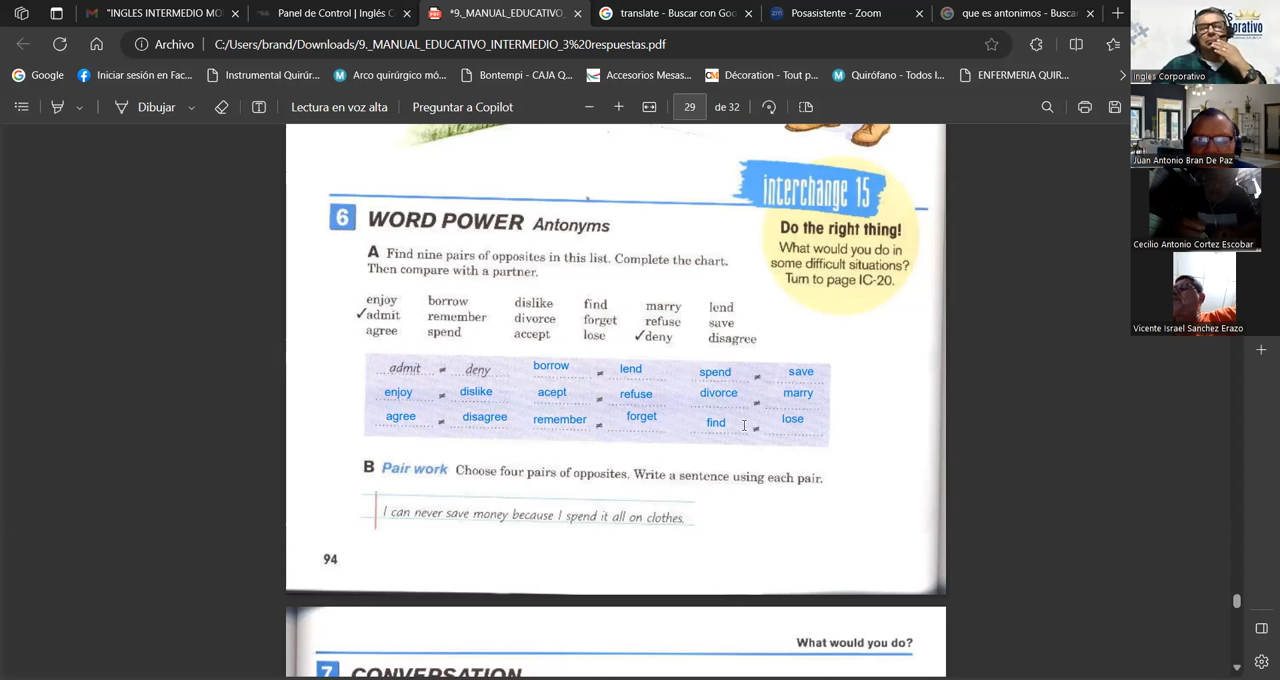 "INGLES INTERMEDIO MO
Panel de Control | Inglés C
*9._MANUAL_EDUCATIVO_
translate - Buscar con Goo
Posasistente - Zoom
que es antonimos - Busca
Archivo
C:/Users/brand/Downloads/9._MANUAL_EDUCATIVO_INTERMEDIO_3%20respuestas.pdf
Google
Iniciar sesión en Fac...
Instrumental Quirúr...
Arco quirúrgico mó...
Bontempi - CAJA Q...
Accesorios Mesas...
Décoration - Tout p...
Quirófano - Todos l...
ENFERMERIA QUIR...
Dibujar
Lectura en voz alta
Preguntar a Copilot
29
de 32
Ingles Corporativo
Juan Antonio Bran De Paz
Cecilio Antonio Cortez Escobar
Vicente Israel Sanchez Erazo
interchange 15
Do the right thing!
What would you do in
some difficult situations?
Turn to page IC-20.
6 WORD POWER Antonyms
A Find nine pairs of opposites in this list. Complete the chart.
Then compare with a partner.
enjoy borrow dislike find marry lend
✓admit remember divorce forget refuse save
agree spend accept lose ✓deny disagree
admit ≠ deny borrow ≠ lend spend ≠ save
enjoy ≠ dislike acept ≠ refuse divorce ≠ marry
agree ≠ disagree remember ≠ forget find ≠ lose
B Pair work Choose four pairs of opposites. Write a sentence using each pair.
I can never save money because I spend it all on clothes.
94
What would you do?
7 CONVERSATION